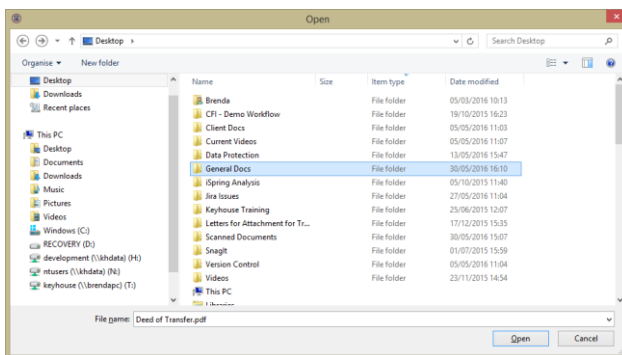 Open
Desktop
Search Desktop
Organise
New folder
Desktop
Downloads
Recent places
This PC
Desktop
Documents
Downloads
Music
Pictures
Videos
Windows (C:)
RECOVERY (D:)
development (\\khdata) (H:)
ntusers (\\khdata) (N:)
keyhouse (\\brendapc) (T:)
Name Size Item type Date modified
Brenda File folder 05/03/2016 10:13
CFI - Demo Workflow File folder 19/10/2015 16:23
Client Docs File folder 05/05/2016 11:03
Current Videos File folder 05/05/2016 11:07
Data Protection File folder 13/05/2016 15:47
General Docs File folder 30/05/2016 16:10
iSpring Analysis File folder 05/10/2015 11:40
Jira Issues File folder 27/05/2016 11:04
Keyhouse Training File folder 25/06/2015 12:07
Letters for Attachment for Tr... File folder 17/12/2015 15:35
Scanned Documents File folder 30/05/2016 15:07
SnagIt File folder 01/07/2015 15:59
Version Control File folder 05/05/2016 11:04
Videos File folder 23/11/2015 14:54
This PC
Libraries
File name: Deed of Transfer.pdf
Open Cancel